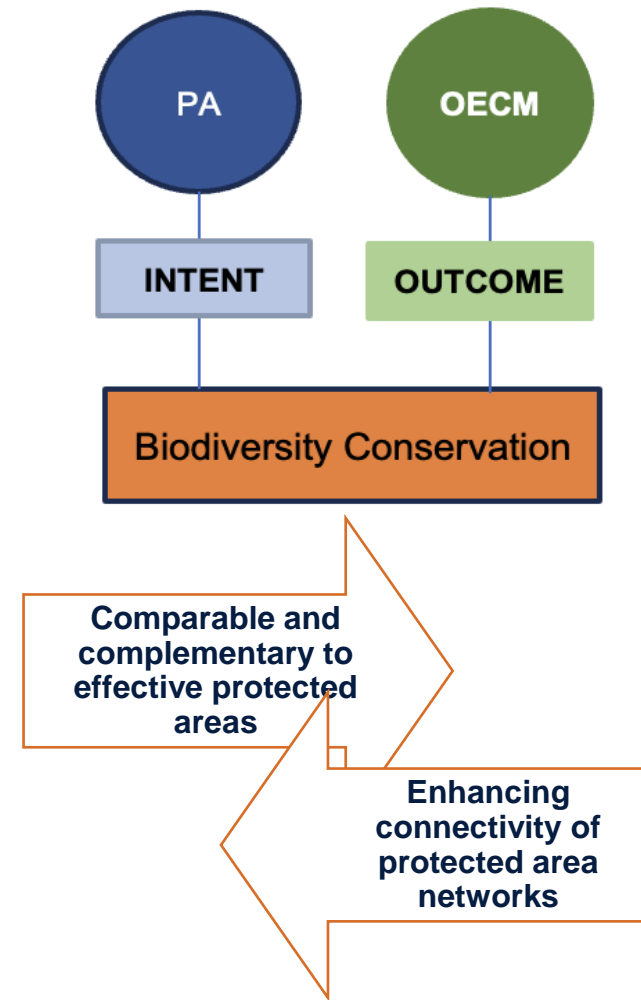 PA
OECM
INTENT
OUTCOME
Biodiversity Conservation
Comparable and
complementary to
effective protected
areas
Enhancing
connectivity of
protected area
networks